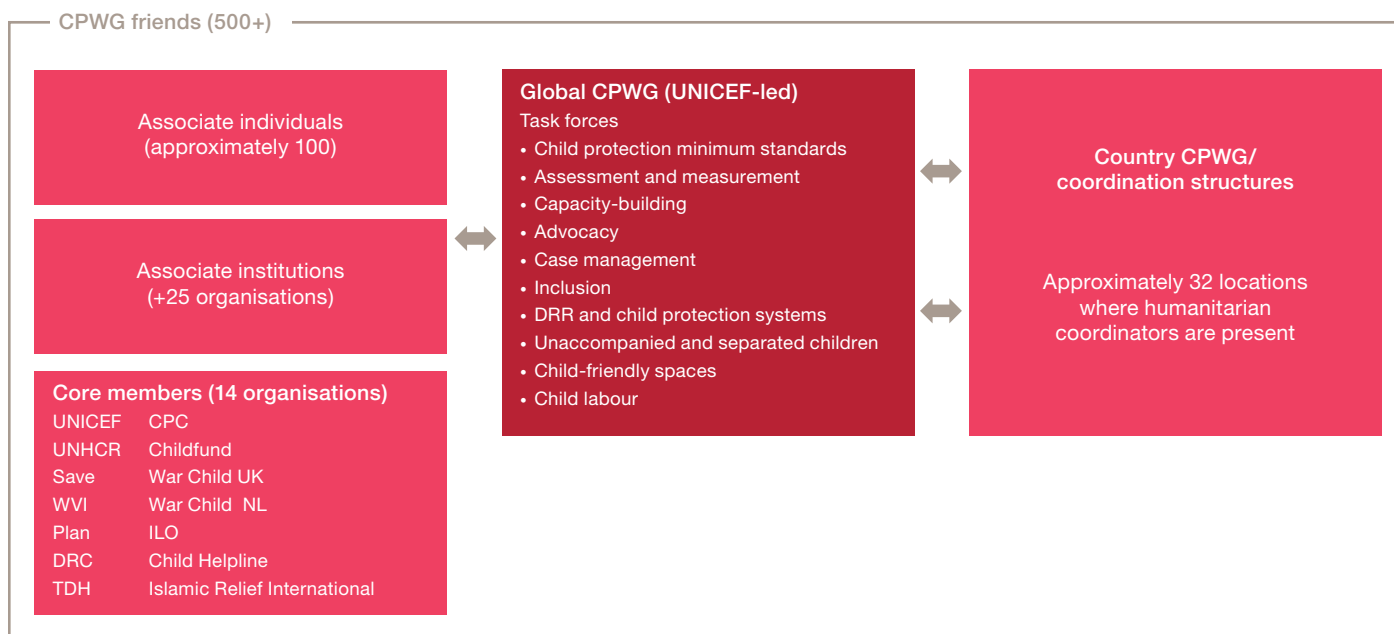 CPWG friends (500+)
Associate individuals
(approximately 100)
Associate institutions
(+25 organisations)
Core members (14 organisations)
UNICEF CPC
UNHCR Childfund
Save War Child UK
WVI War Child NL
Plan ILO
DRC Child Helpline
TDH Islamic Relief International
Global CPWG (UNICEF-led)
Task forces
• Child protection minimum standards
• Assessment and measurement
• Capacity-building
• Advocacy
• Case management
• Inclusion
• DRR and child protection systems
• Unaccompanied and separated children
• Child-friendly spaces
• Child labour
Country CPWG/
coordination structures
Approximately 32 locations
where humanitarian
coordinators are present